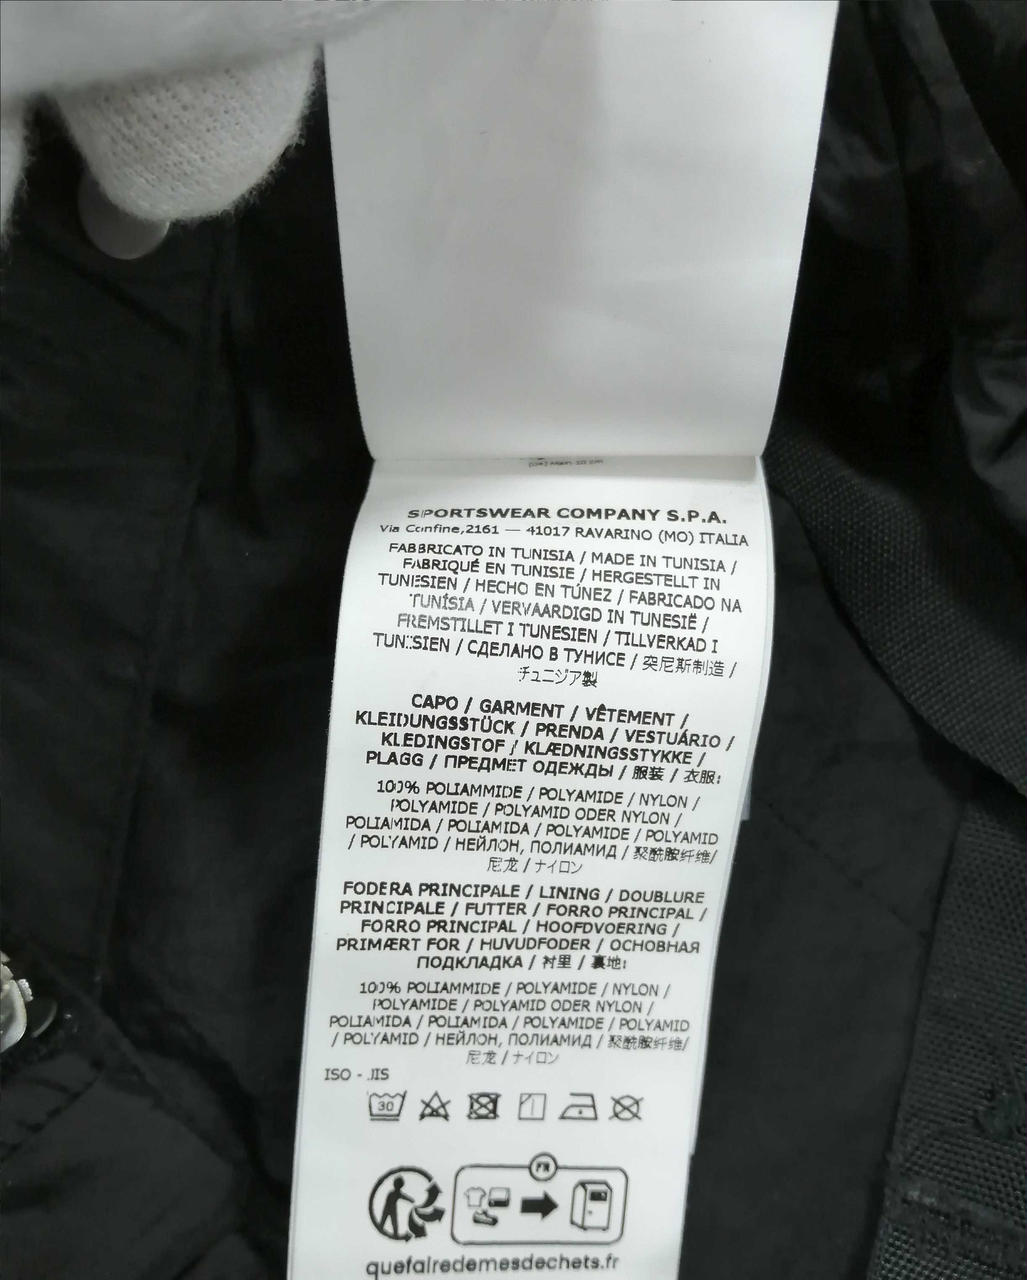 SPORTSWEAR COMPANY S.P.A.
Via Confine,2161 — 41017 RAVARINO (MO) ITALIA
FABBRICATO IN TUNISIA / MADE IN TUNISIA /
FABRIQUÉ EN TUNISIE / HERGESTELLT IN
TUNESIEN / HECHO EN TÚNEZ / FABRICADO NA
TUNÍSIA / VERVAARDIGD IN TUNESIË /
FREMSTILLET I TUNESIEN / TILLVERKAD I
TUNISIEN / СДЕЛАНО В ТУНИСЕ / 突尼斯制造 /
チュニジア製
CAPO / GARMENT / VÊTEMENT /
KLEIDUNGSSTÜCK / PRENDA / VESTUÁRIO /
KLEDINGSTOF / KLÆDNINGSSTYKKE /
PLAGG / ПРЕДМЕТ ОДЕЖДЫ / 服装 / 衣服:
100% POLIAMMIDE / POLYAMIDE / NYLON /
POLYAMIDE / POLYAMID ODER NYLON /
POLIAMIDA / POLIAMIDA / POLYAMIDE / POLYAMID
/ POLYAMID / НЕЙЛОН, ПОЛИАМИД / 聚酰胺纤维/
尼龙 / ナイロン
FODERA PRINCIPALE / LINING / DOUBLURE
PRINCIPALE / FUTTER / FORRO PRINCIPAL /
FORRO PRINCIPAL / HOOFDVOERING /
PRIMÆRT FOR / HUVUDFODER / ОСНОВНАЯ
ПОДКЛАДКА / 衬里 / 裏地:
100% POLIAMMIDE / POLYAMIDE / NYLON /
POLYAMIDE / POLYAMID ODER NYLON /
POLIAMIDA / POLIAMIDA / POLYAMIDE / POLYAMID
/ POLYAMID / НЕЙЛОН, ПОЛИАМИД / 聚酰胺纤维/
尼龙 / ナイロン
ISO - JIS
30
FR
quefairedemesdechets.fr